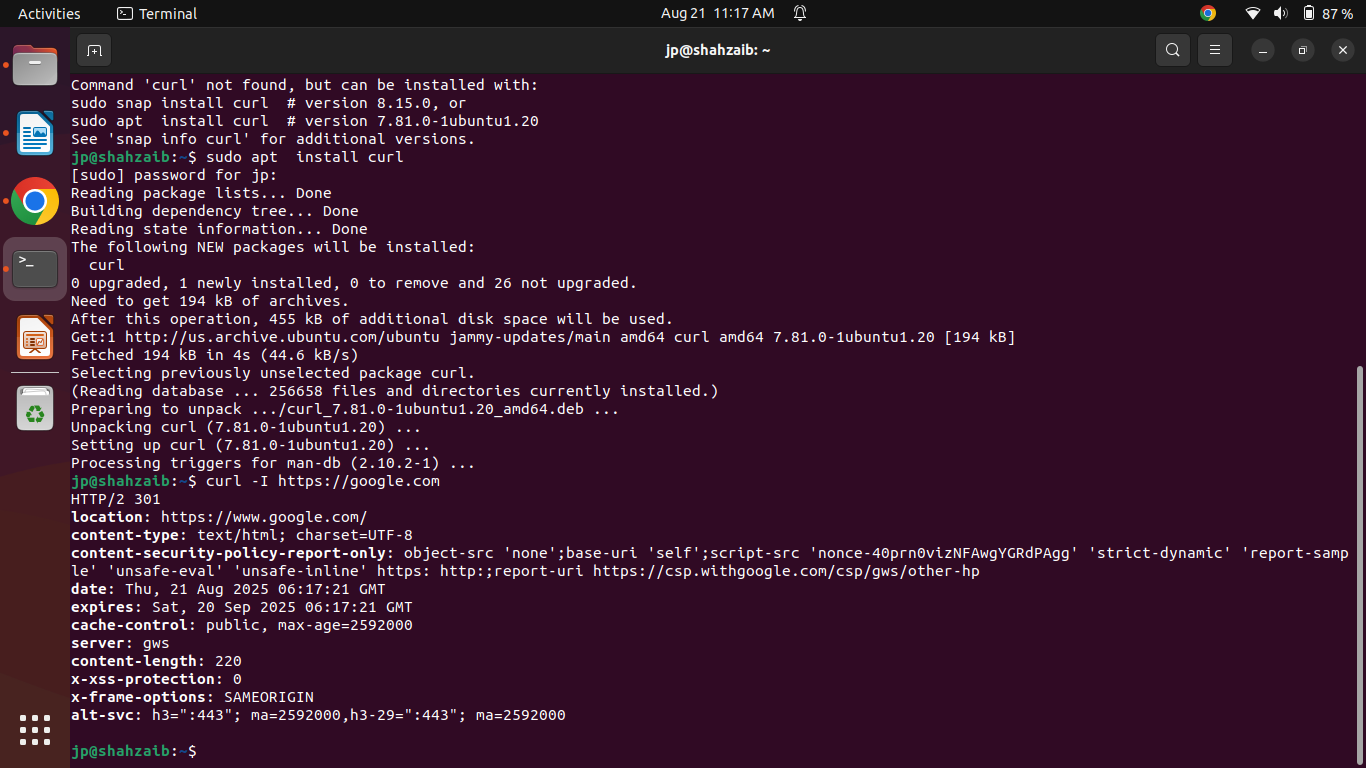 Activities
Terminal
Aug 21 11:17 AM
87 %
jp@shahzaib: ~
Command 'curl' not found, but can be installed with:
sudo snap install curl  # version 8.15.0, or
sudo apt  install curl  # version 7.81.0-1ubuntu1.20
See 'snap info curl' for additional versions.
jp@shahzaib:~$ sudo apt  install curl
[sudo] password for jp:
Reading package lists... Done
Building dependency tree... Done
Reading state information... Done
The following NEW packages will be installed:
  curl
0 upgraded, 1 newly installed, 0 to remove and 26 not upgraded.
Need to get 194 kB of archives.
After this operation, 455 kB of additional disk space will be used.
Get:1 http://us.archive.ubuntu.com/ubuntu jammy-updates/main amd64 curl amd64 7.81.0-1ubuntu1.20 [194 kB]
Fetched 194 kB in 4s (44.6 kB/s)
Selecting previously unselected package curl.
(Reading database ... 256658 files and directories currently installed.)
Preparing to unpack .../curl_7.81.0-1ubuntu1.20_amd64.deb ...
Unpacking curl (7.81.0-1ubuntu1.20) ...
Setting up curl (7.81.0-1ubuntu1.20) ...
Processing triggers for man-db (2.10.2-1) ...
jp@shahzaib:~$ curl -I https://google.com
HTTP/2 301
location: https://www.google.com/
content-type: text/html; charset=UTF-8
content-security-policy-report-only: object-src 'none';base-uri 'self';script-src 'nonce-40prn0vizNFAwgYGRdPAgg' 'strict-dynamic' 'report-samp
le' 'unsafe-eval' 'unsafe-inline' https: http:;report-uri https://csp.withgoogle.com/csp/gws/other-hp
date: Thu, 21 Aug 2025 06:17:21 GMT
expires: Sat, 20 Sep 2025 06:17:21 GMT
cache-control: public, max-age=2592000
server: gws
content-length: 220
x-xss-protection: 0
x-frame-options: SAMEORIGIN
alt-svc: h3=":443"; ma=2592000,h3-29=":443"; ma=2592000
jp@shahzaib:~$